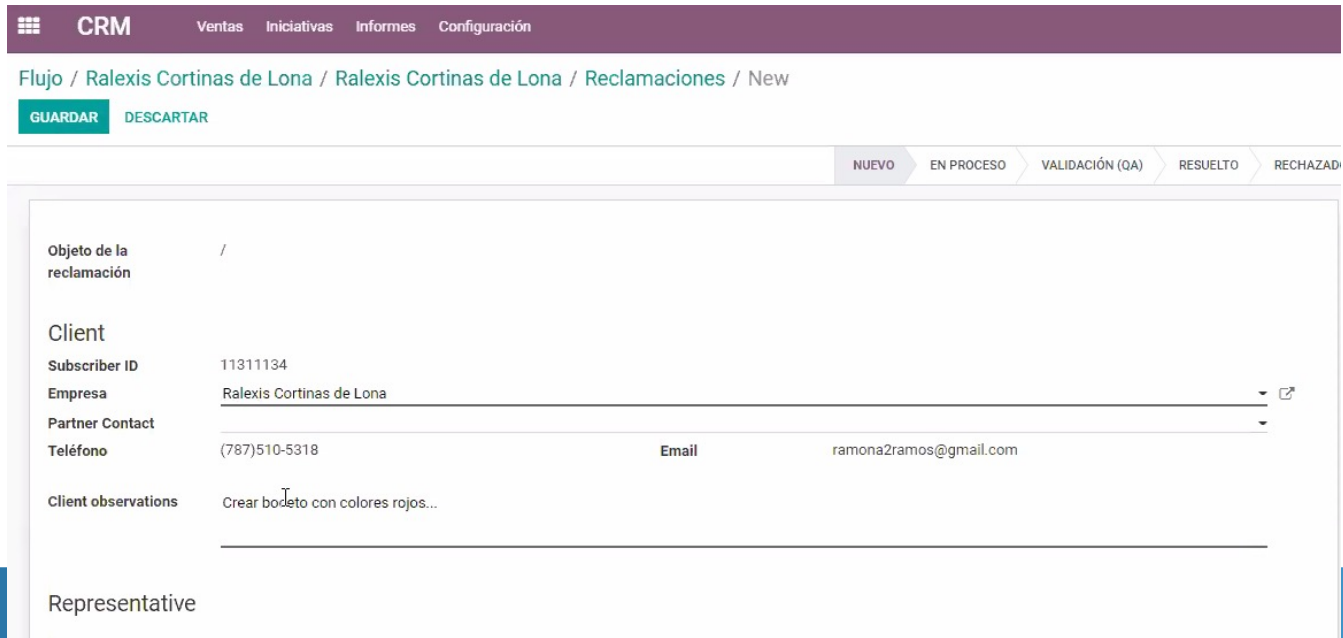 CRM Ventas Iniciativas Informes Configuración
Flujo / Ralexis Cortinas de Lona / Ralexis Cortinas de Lona / Reclamaciones / New
GUARDAR DESCARTAR
NUEVO EN PROCESO VALIDACIÓN (QA) RESUELTO RECHAZAD
Objeto de la /
reclamación
Client
Subscriber ID 11311134
Empresa Ralexis Cortinas de Lona
Partner Contact
Teléfono (787)510-5318 Email ramona2ramos@gmail.com
Client observations Crear boceto con colores rojos...
Representative